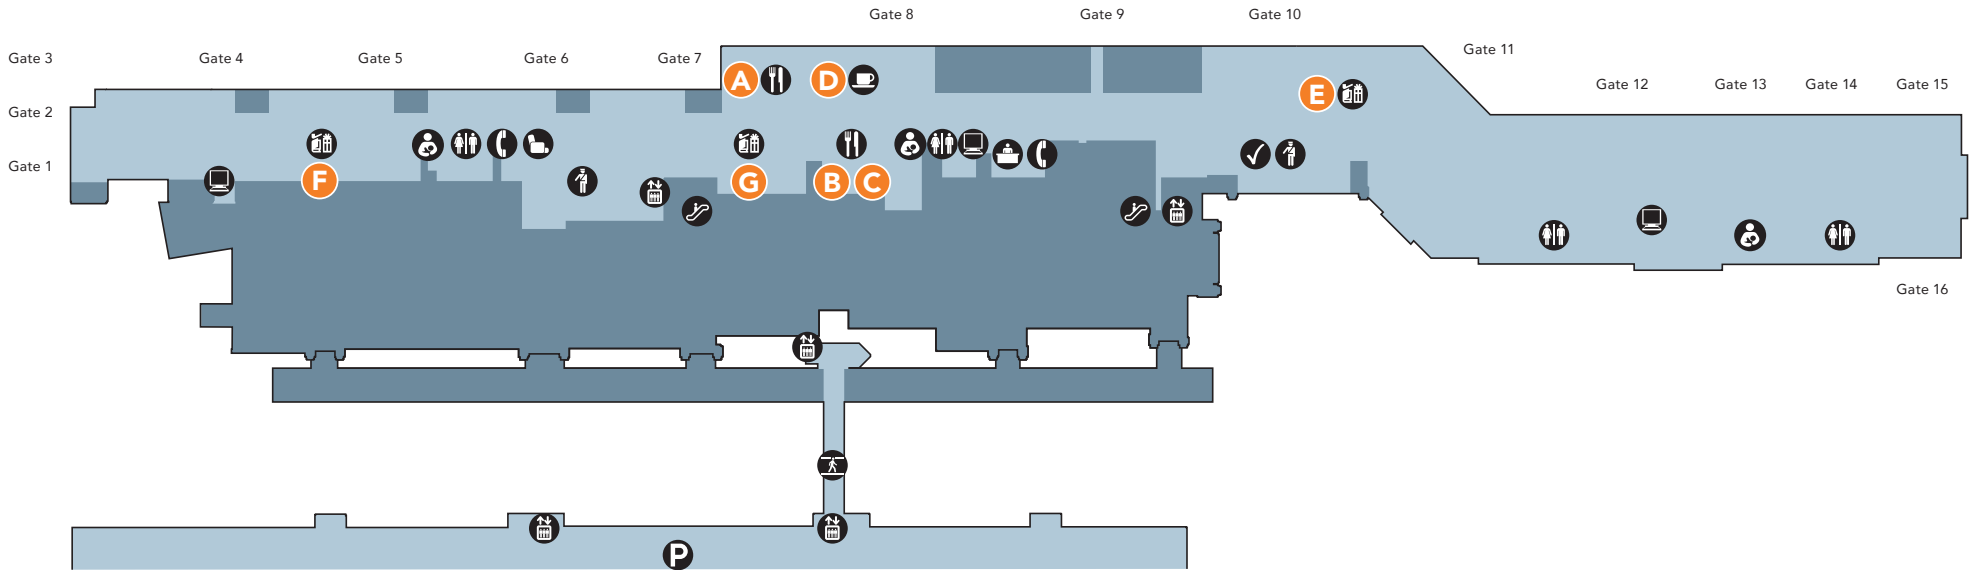 Gate 8
Gate 9
Gate 10
Gate 3
Gate 4
Gate 5
Gate 6
Gate 7
Gate 11
Gate 2
Gate 12
Gate 13
Gate 14
Gate 15
A
D
E
Gate 1
F
G
B
C
Gate 16
P